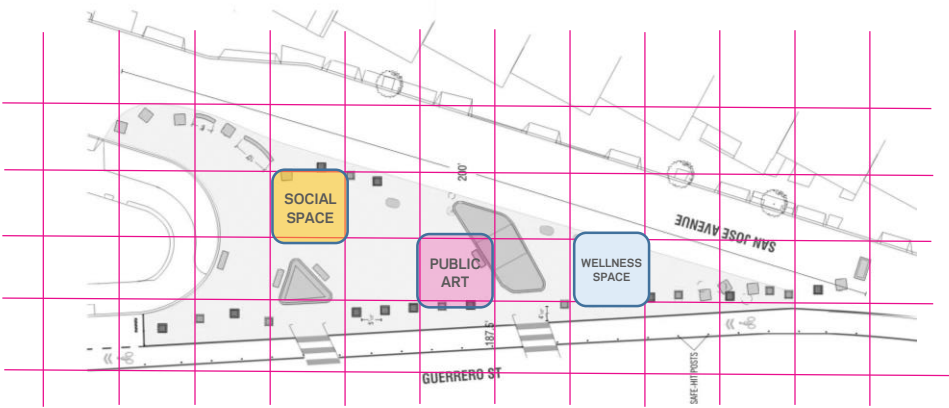 SOCIAL
SPACE
200'
SAN JOSE AVENUE
PUBLIC
ART
WELLNESS
SPACE
187.5'
GUERRERO ST
SAFE-HIT POSTS